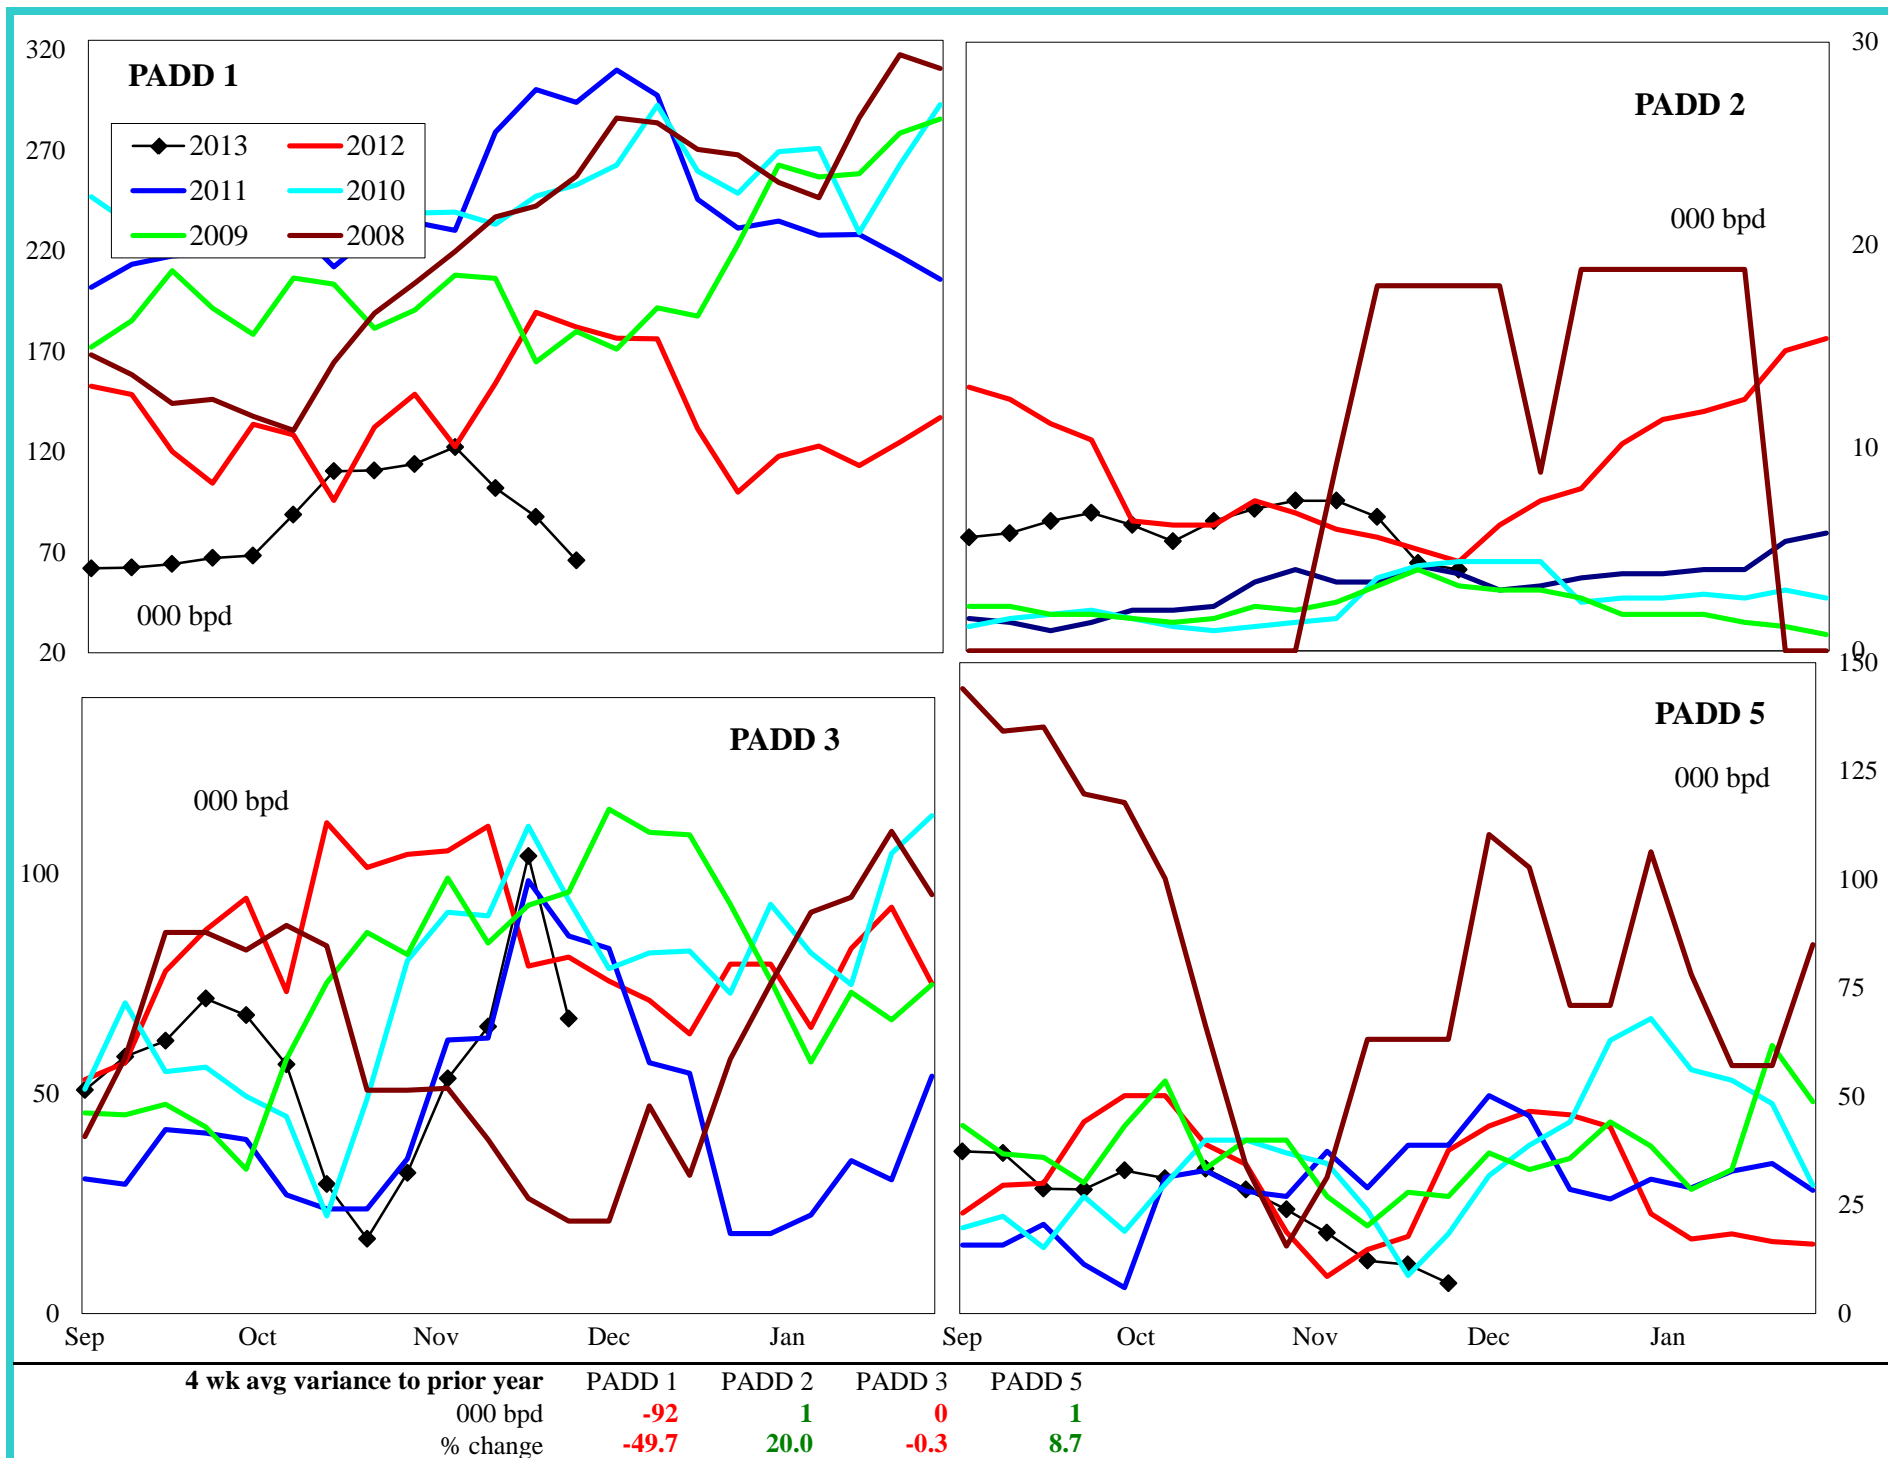 PADD 1
320
270
220
170
120
70
20
2013 2012
2011 2010
2009 2008
000 bpd
PADD 2
000 bpd
30
20
10
0
PADD 3
000 bpd
100
50
0
Sep Oct Nov Dec Jan
PADD 5
000 bpd
150
125
100
75
50
25
0
Sep Oct Nov Dec Jan
4 wk avg variance to prior year PADD 1 PADD 2 PADD 3 PADD 5
000 bpd -92 1 0 1
% change -49.7 20.0 -0.3 8.7